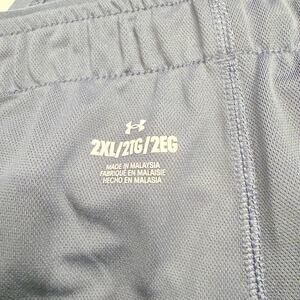 2XL/2TG/2EG
MADE IN MALAYSIA
FABRIQUÉ EN MALAISIE
HECHO EN MALASIA